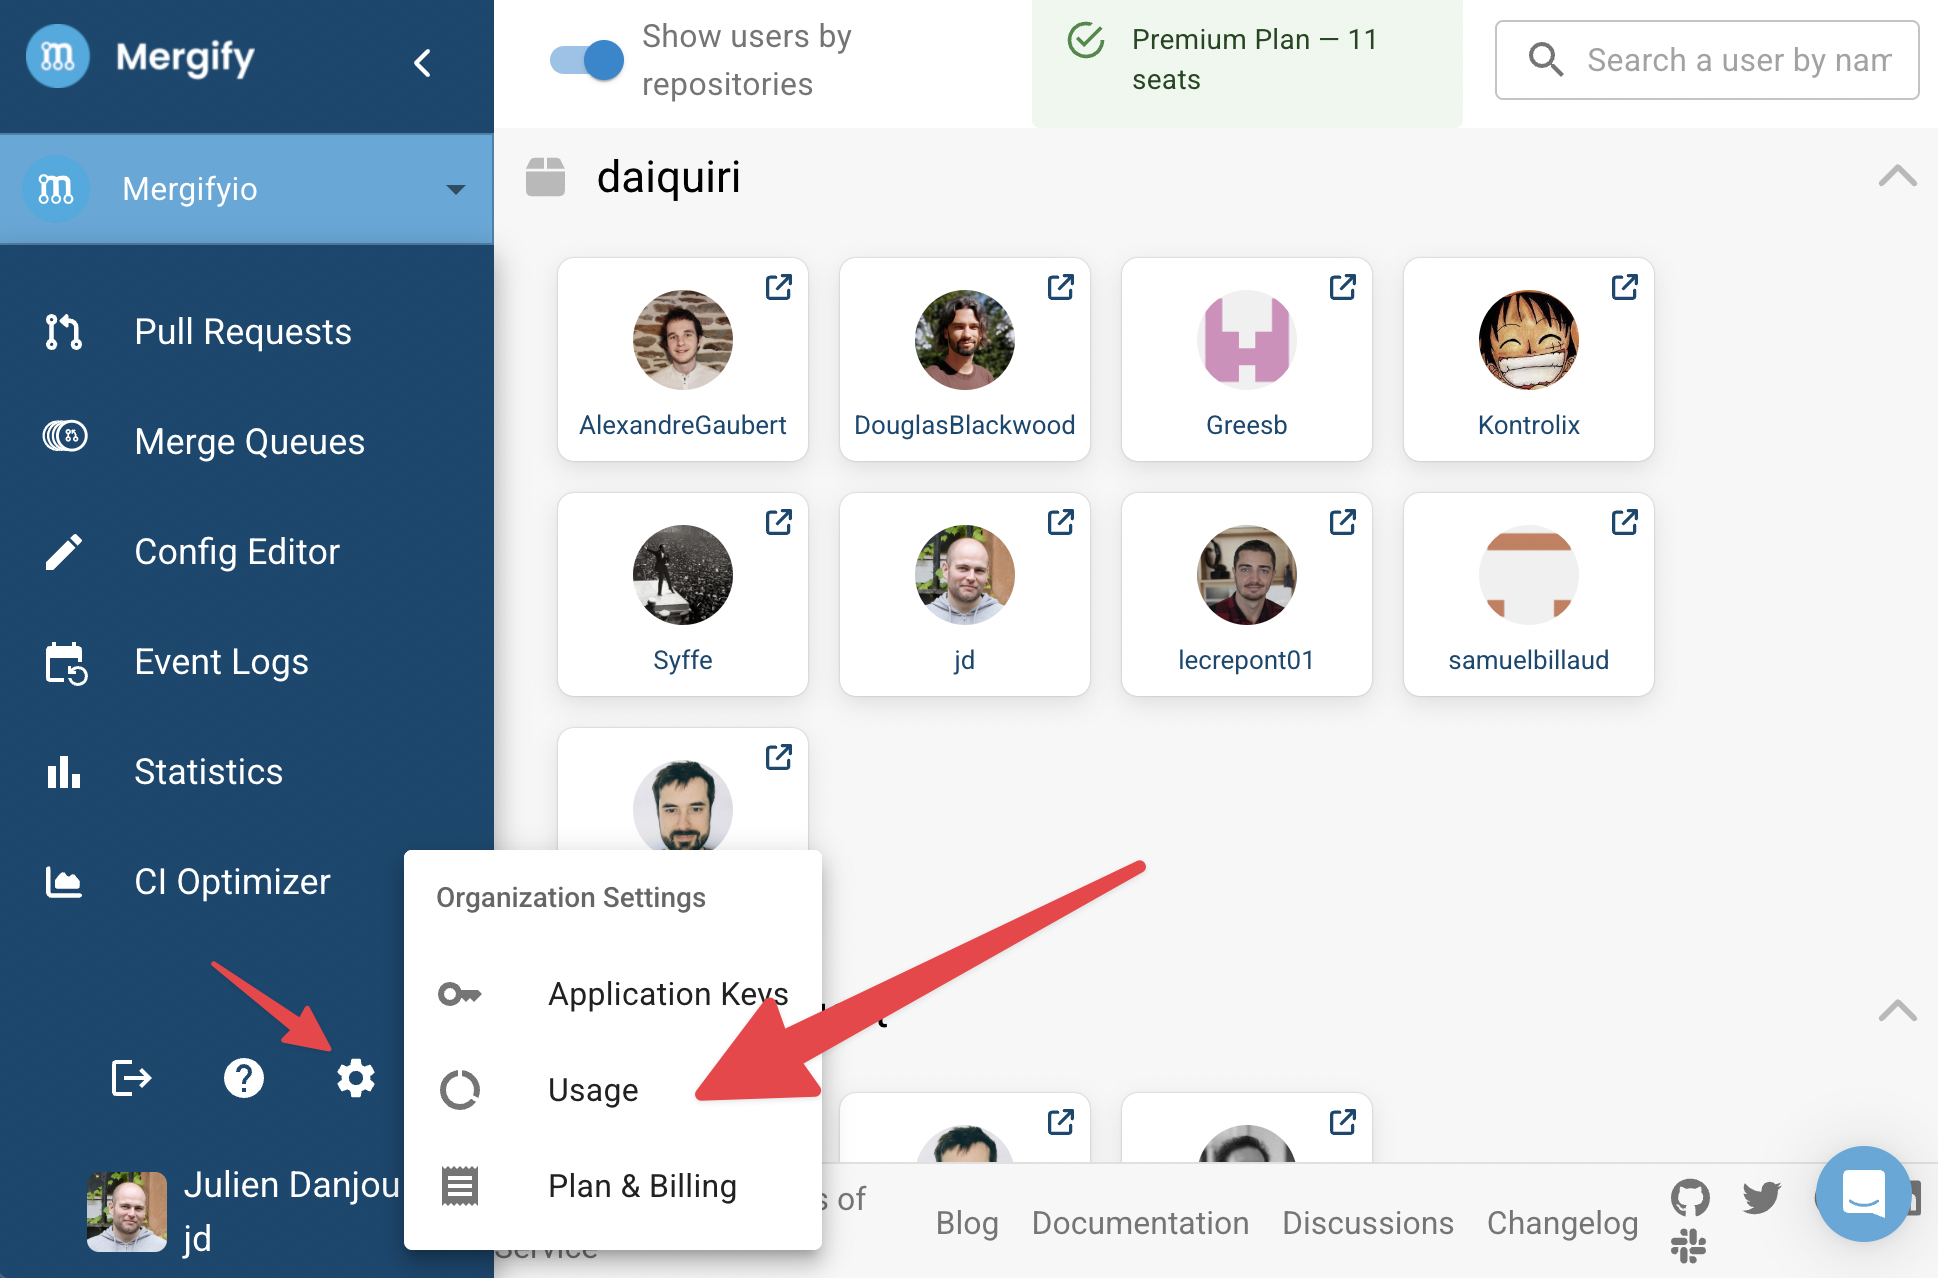 Mergify
Mergifyio
Pull Requests
Merge Queues
Config Editor
Event Logs
Statistics
CI Optimizer
Julien Danjou
jd
Show users by
repositories
Premium Plan — 11
seats
Search a user by nam
daiquiri
AlexandreGaubert
DouglasBlackwood
Greesb
Kontrolix
Syffe
jd
lecrepont01
samuelbillaud
Organization Settings
Application Keys
Usage
Plan & Billing
of
Service
Blog
Documentation
Discussions
Changelog